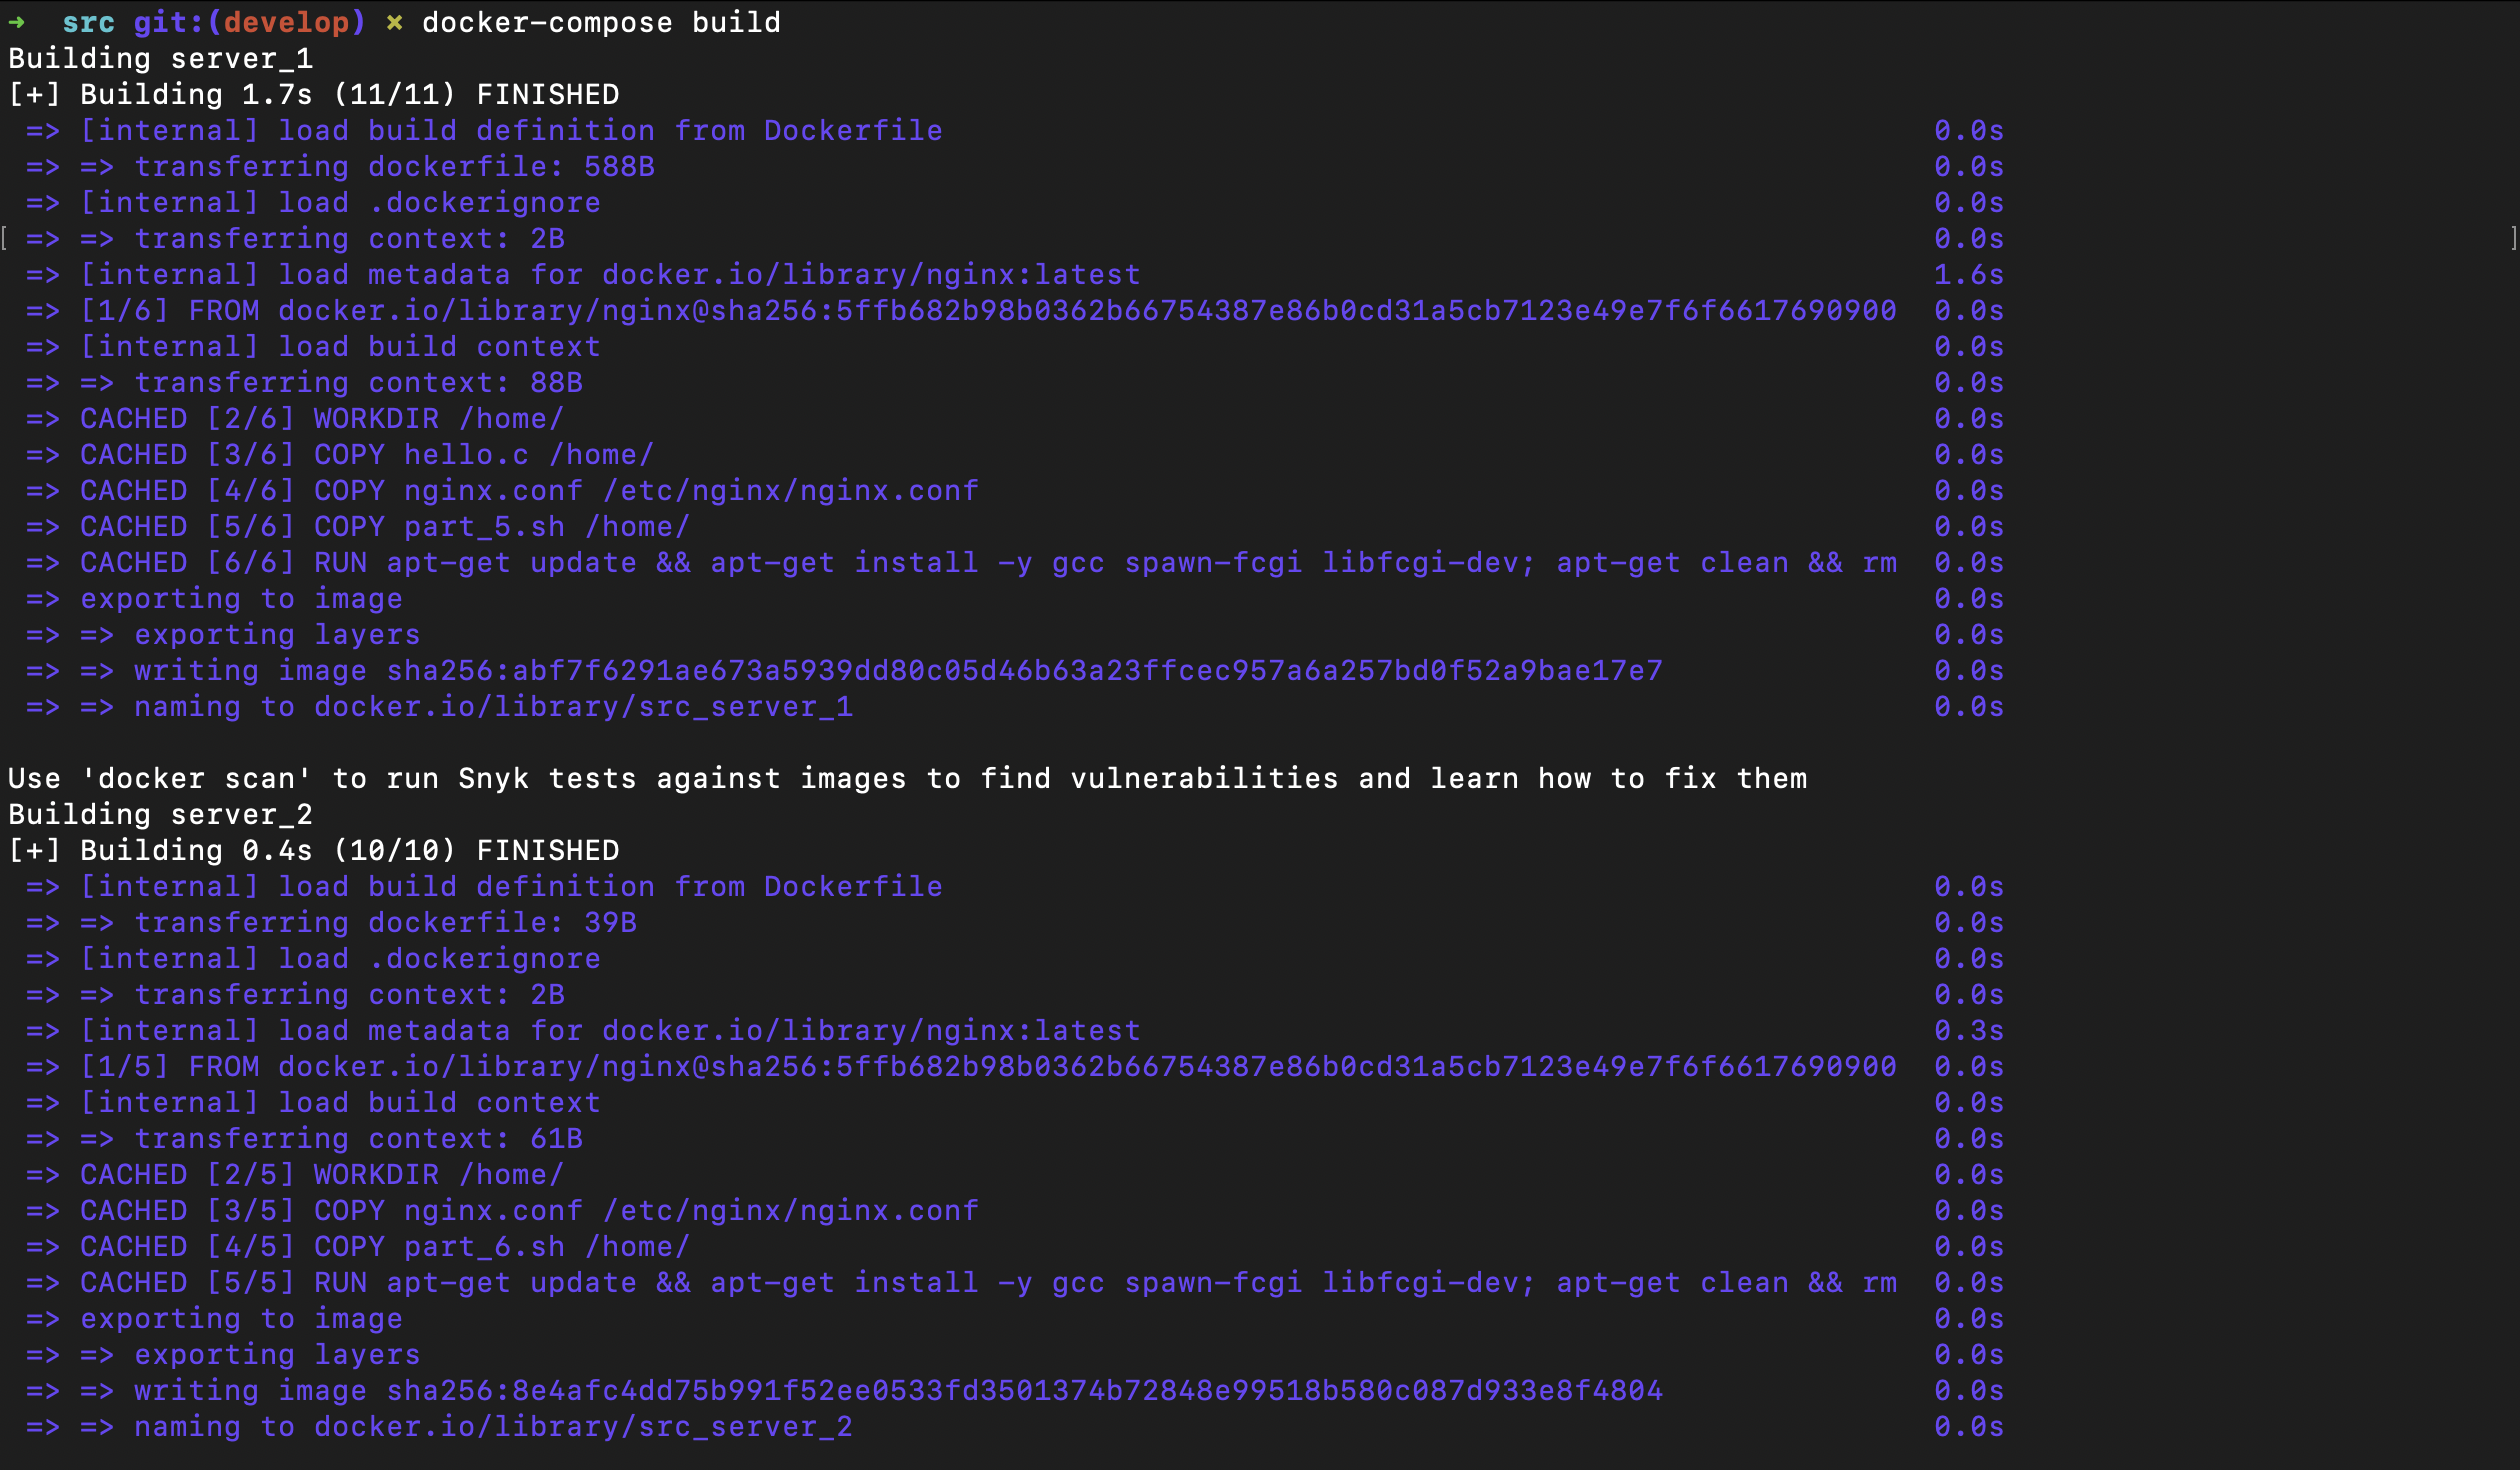 ➜  src git:(develop) ✗ docker-compose build
Building server_1
[+] Building 1.7s (11/11) FINISHED
 => [internal] load build definition from Dockerfile 0.0s
 => => transferring dockerfile: 588B 0.0s
 => [internal] load .dockerignore 0.0s
[ => => transferring context: 2B 0.0s ]
 => [internal] load metadata for docker.io/library/nginx:latest 1.6s
 => [1/6] FROM docker.io/library/nginx@sha256:5ffb682b98b0362b66754387e86b0cd31a5cb7123e49e7f6f6617690900 0.0s
 => [internal] load build context 0.0s
 => => transferring context: 88B 0.0s
 => CACHED [2/6] WORKDIR /home/ 0.0s
 => CACHED [3/6] COPY hello.c /home/ 0.0s
 => CACHED [4/6] COPY nginx.conf /etc/nginx/nginx.conf 0.0s
 => CACHED [5/6] COPY part_5.sh /home/ 0.0s
 => CACHED [6/6] RUN apt-get update && apt-get install -y gcc spawn-fcgi libfcgi-dev; apt-get clean && rm 0.0s
 => exporting to image 0.0s
 => => exporting layers 0.0s
 => => writing image sha256:abf7f6291ae673a5939dd80c05d46b63a23ffcec957a6a257bd0f52a9bae17e7 0.0s
 => => naming to docker.io/library/src_server_1 0.0s

Use 'docker scan' to run Snyk tests against images to find vulnerabilities and learn how to fix them
Building server_2
[+] Building 0.4s (10/10) FINISHED
 => [internal] load build definition from Dockerfile 0.0s
 => => transferring dockerfile: 39B 0.0s
 => [internal] load .dockerignore 0.0s
 => => transferring context: 2B 0.0s
 => [internal] load metadata for docker.io/library/nginx:latest 0.3s
 => [1/5] FROM docker.io/library/nginx@sha256:5ffb682b98b0362b66754387e86b0cd31a5cb7123e49e7f6f6617690900 0.0s
 => [internal] load build context 0.0s
 => => transferring context: 61B 0.0s
 => CACHED [2/5] WORKDIR /home/ 0.0s
 => CACHED [3/5] COPY nginx.conf /etc/nginx/nginx.conf 0.0s
 => CACHED [4/5] COPY part_6.sh /home/ 0.0s
 => CACHED [5/5] RUN apt-get update && apt-get install -y gcc spawn-fcgi libfcgi-dev; apt-get clean && rm 0.0s
 => exporting to image 0.0s
 => => exporting layers 0.0s
 => => writing image sha256:8e4afc4dd75b991f52ee0533fd3501374b72848e99518b580c087d933e8f4804 0.0s
 => => naming to docker.io/library/src_server_2 0.0s